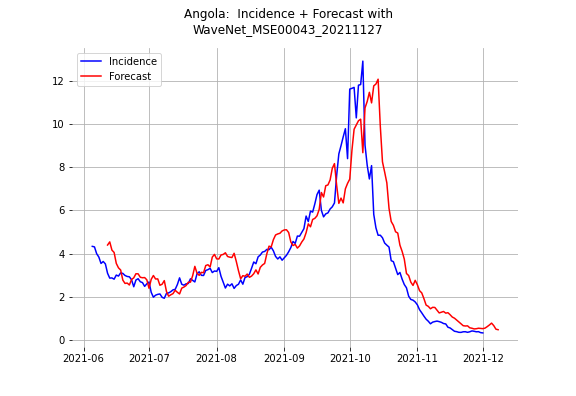 Angola:  Incidence + Forecast with
WaveNet_MSE00043_20211127
Incidence
Forecast
12
10
8
6
4
2
0
2021-06 2021-07 2021-08 2021-09 2021-10 2021-11 2021-12